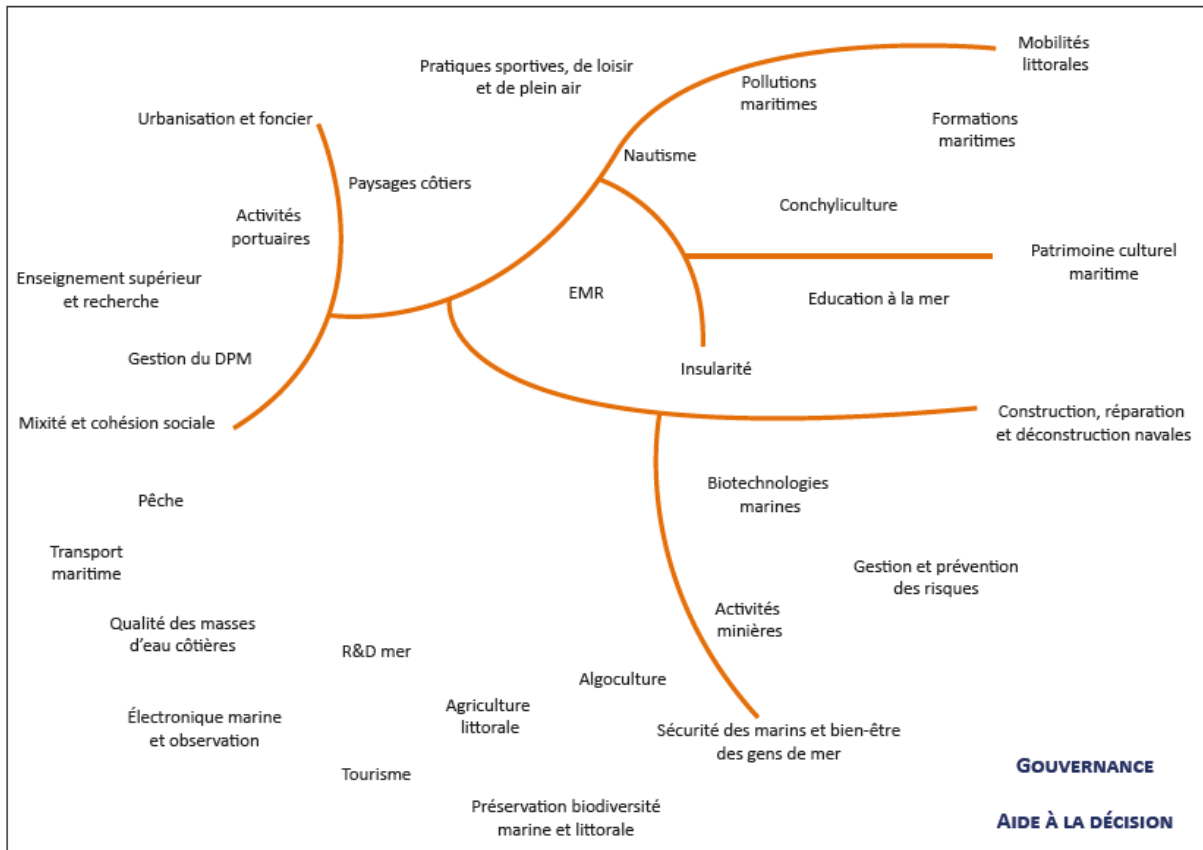 Mobilités
littorales
Pratiques sportives, de loisir
et de plein air
Pollutions
maritimes
Urbanisation et foncier
Formations
maritimes
Nautisme
Paysages côtiers
Conchyliculture
Activités
portuaires
Patrimoine culturel
maritime
Enseignement supérieur
et recherche
EMR
Education à la mer
Gestion du DPM
Insularité
Mixité et cohésion sociale
Construction, réparation
et déconstruction navales
Biotechnologies
marines
Pêche
Transport
maritime
Gestion et prévention
des risques
Activités
minières
Qualité des masses
d'eau côtières
R&D mer
Algoculture
Agriculture
littorale
Électronique marine
et observation
Sécurité des marins et bien-être
des gens de mer
Tourisme
GOUVERNANCE
Préservation biodiversité
marine et littorale
AIDE À LA DÉCISION